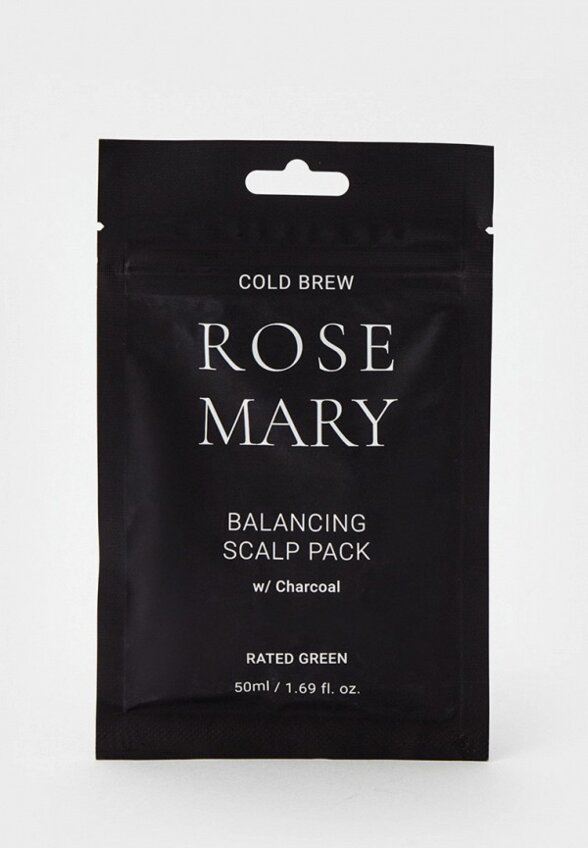 COLD BREW
ROSE
MARY
BALANCING
SCALP PACK
w/ Charcoal
RATED GREEN
50ml / 1.69 fl. oz.